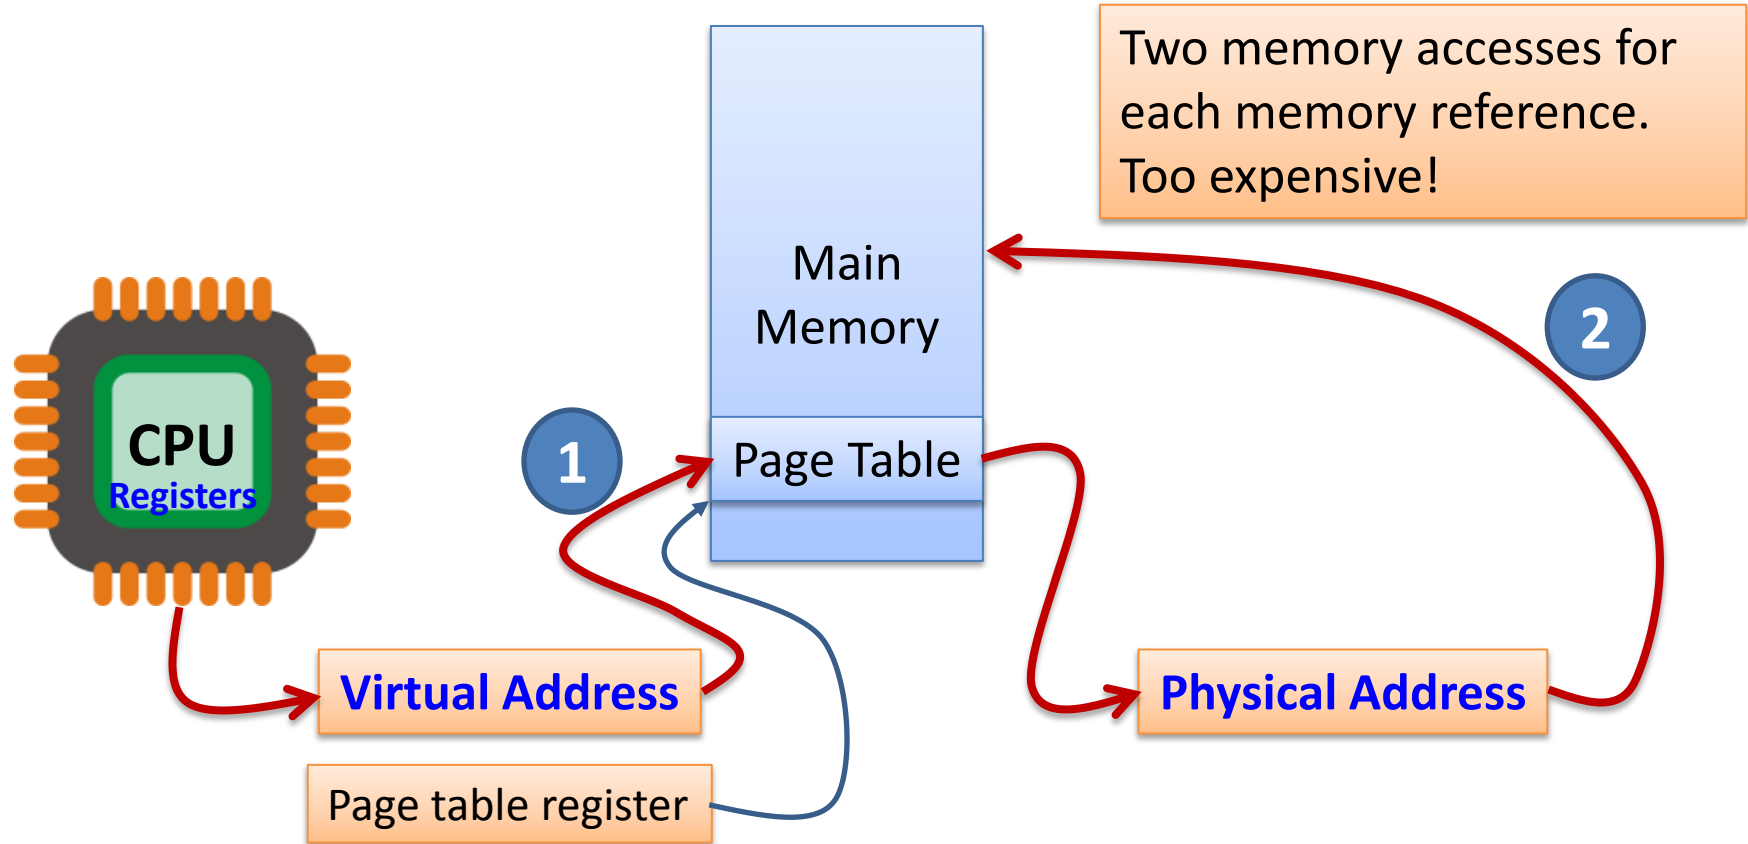 Two memory accesses for
each memory reference.
Too expensive!
Main
Memory
2
CPU
Registers
1
Page Table
Virtual Address
Physical Address
Page table register